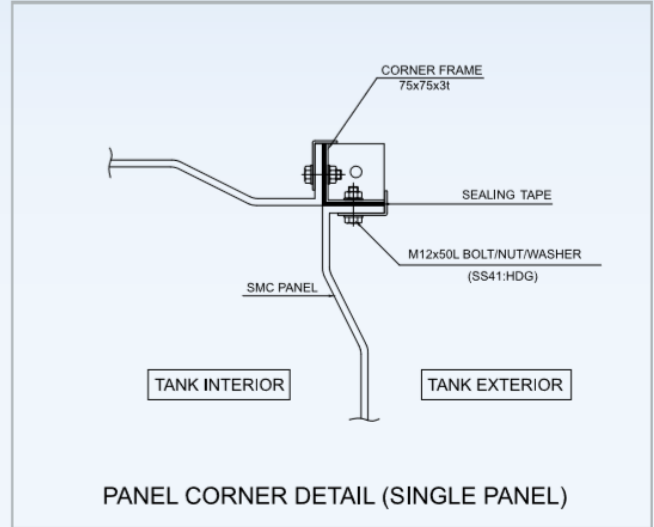 CORNER FRAME
75x75x3t
SEALING TAPE
M12x50L BOLT/NUT/WASHER
(SS41:HDG)
SMC PANEL
TANK INTERIOR
TANK EXTERIOR
PANEL CORNER DETAIL (SINGLE PANEL)